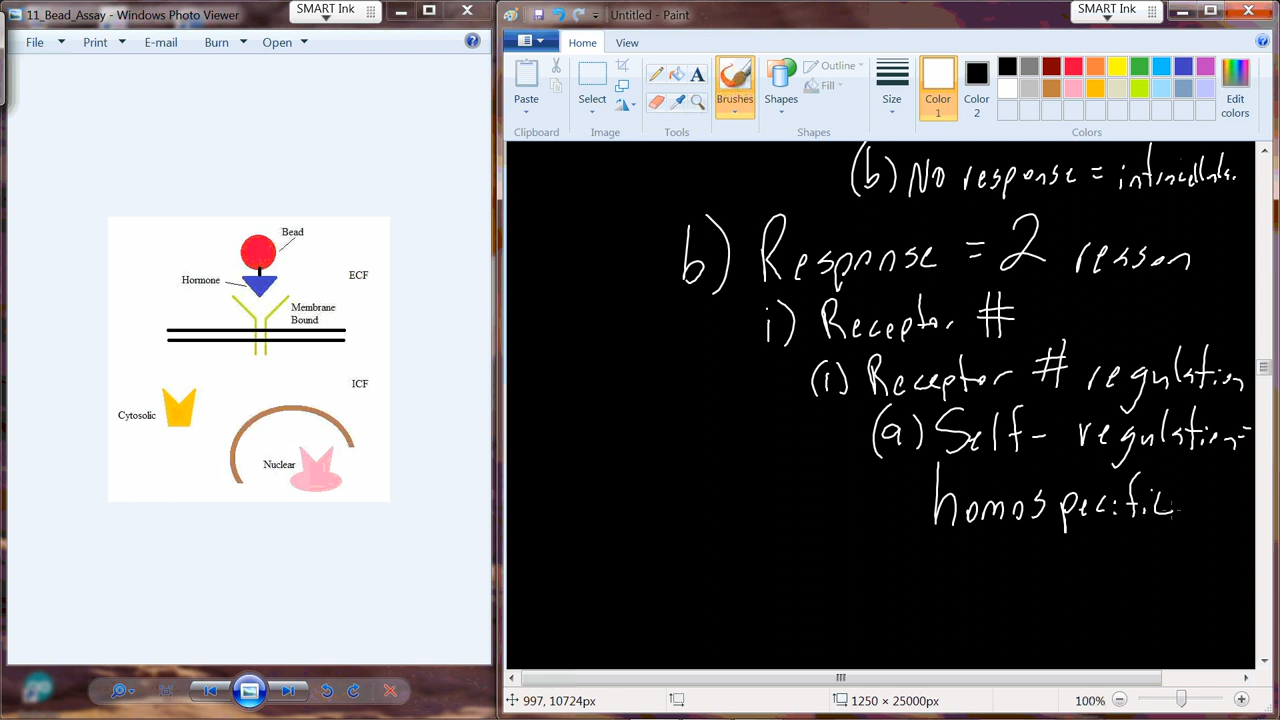 11_Bead_Assay - Windows Photo Viewer
SMART Ink
File Print E-mail Burn Open
Bead
Hormone
ECF
Membrane
Bound
ICF
Cytosolic
Nuclear
Untitled - Paint
SMART Ink
Home View
Paste
Select
Brushes
Shapes
Outline
Fill
Size
Color
1
Color
2
Edit
colors
Clipboard Image Tools Shapes Colors
(b) No response =
b) Response = 2 reason
i) Receptor #
(i) Receptor # regulation
(a) Self- regulation=
homospecific
997, 10724px
1250 × 25000px
100%